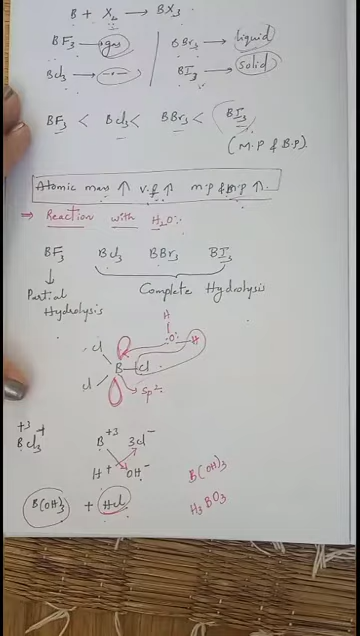 B + X₂ → BX₃
BF₃ → gas
BCl₃ → —·—
BBr₃ → liquid
BI₃ → solid
BF₃ < BCl₃ < BBr₃ < BI₃
(M.P & B.P)
Atomic mass ↑ v.f ↑ m.p & b.p ↑.
⇒ Reaction with H₂O:-
BF₃ BCl₃ BBr₃ BI₃
↓
Partial Hydrolysis
Complete Hydrolysis
H
Cl :O: – H
B – Cl
Cl
sp²
+3
BCl₃ B⁺³ 3Cl⁻
H⁺ OH⁻
B(OH)₃ + HCl
B(OH)₃
H₃BO₃